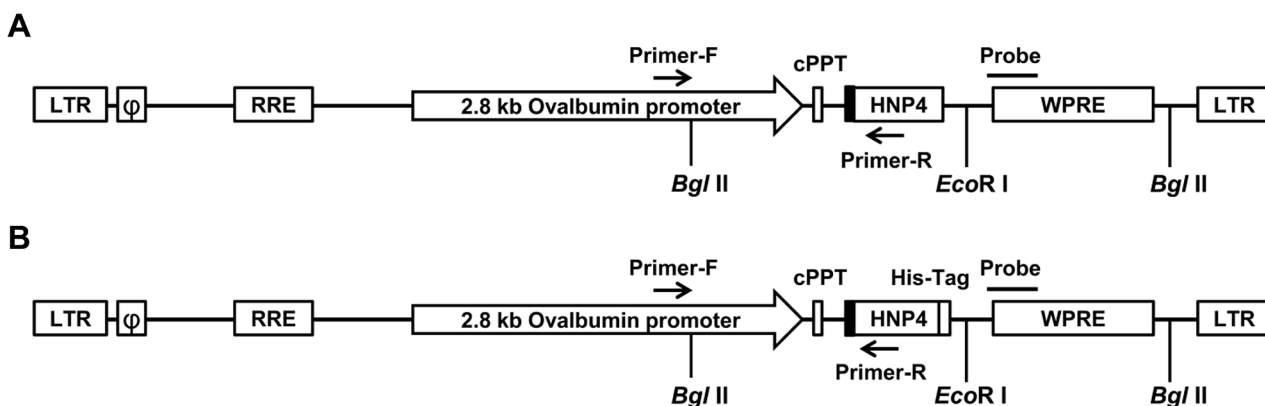 A
Primer-F cPPT Probe
LTR φ RRE 2.8 kb Ovalbumin promoter HNP4 WPRE LTR
Primer-R
Bgl II EcoR I Bgl II
B
Primer-F cPPT His-Tag Probe
LTR φ RRE 2.8 kb Ovalbumin promoter HNP4 WPRE LTR
Primer-R
Bgl II EcoR I Bgl II